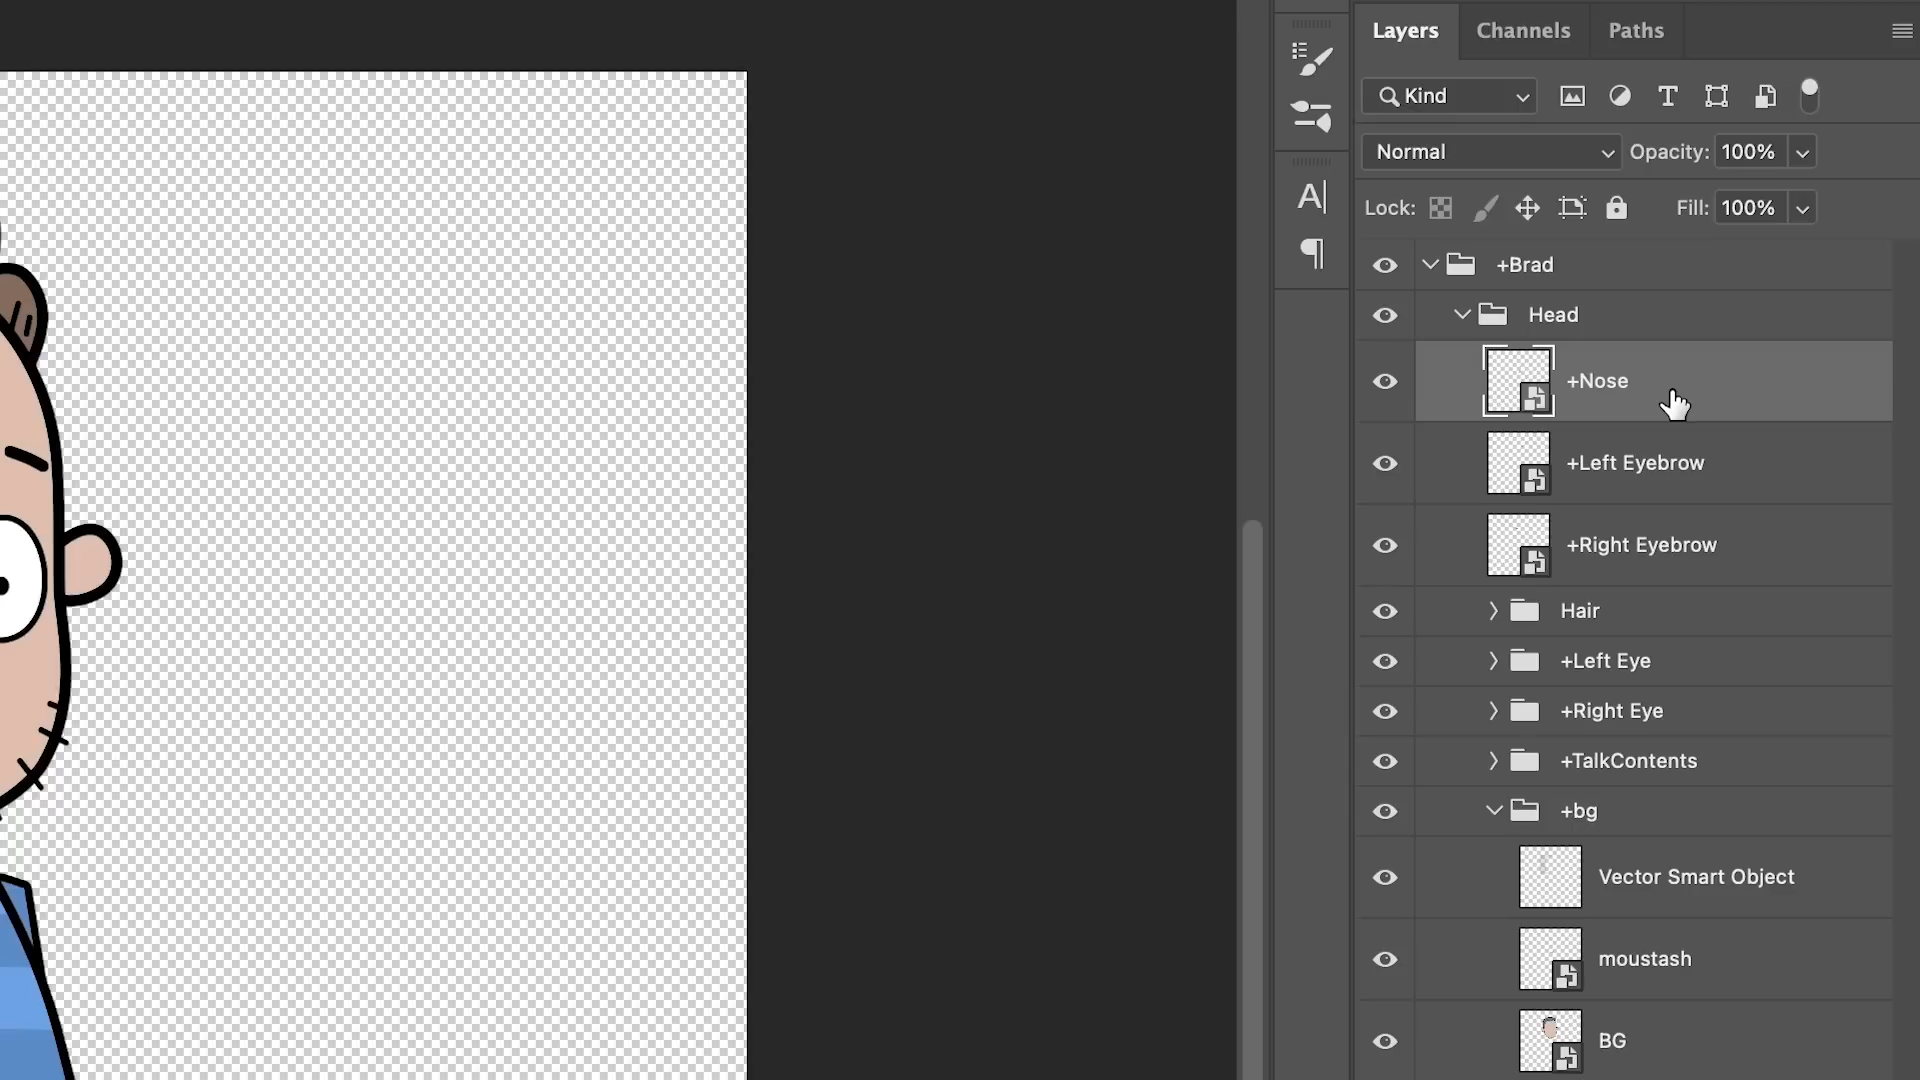 Layers Channels Paths
Kind
Normal Opacity: 100%
Lock: Fill: 100%
+Brad
Head
+Nose
+Left Eyebrow
+Right Eyebrow
Hair
+Left Eye
+Right Eye
+TalkContents
+bg
Vector Smart Object
moustash
BG